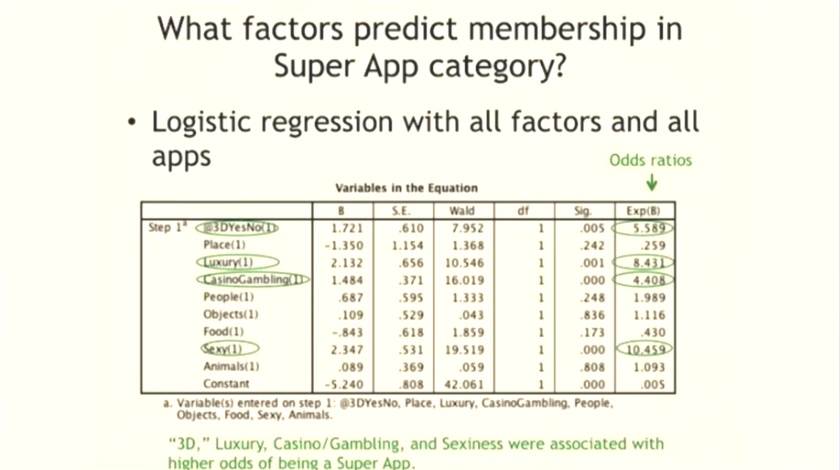 What factors predict membership in
Super App category?
• Logistic regression with all factors and all
apps
Odds ratios
Variables in the Equation
B S.E. Wald df Sig. Exp(B)
Step 1ª @3DYesNo(1) 1.721 .610 7.952 1 .005 5.589
Place(1) -1.350 1.154 1.368 1 .242 .259
Luxury(1) 2.132 .656 10.546 1 .001 8.431
CasinoGambling(1) 1.484 .371 16.019 1 .000 4.408
People(1) .687 .595 1.333 1 .248 1.989
Objects(1) .109 .529 .043 1 .836 1.116
Food(1) -.843 .618 1.859 1 .173 .430
Sexy(1) 2.347 .531 19.519 1 .000 10.459
Animals(1) .089 .369 .059 1 .808 1.093
Constant -5.240 .808 42.061 1 .000 .005
a. Variable(s) entered on step 1: @3DYesNo, Place, Luxury, CasinoGambling, People,
Objects, Food, Sexy, Animals.
"3D," Luxury, Casino/Gambling, and Sexiness were associated with
higher odds of being a Super App.